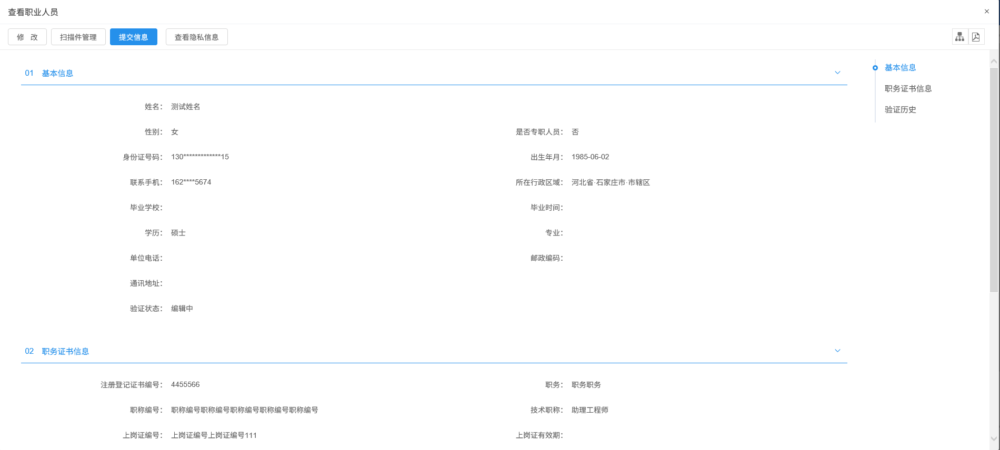 查看职业人员
修 改 扫描件管理 提交信息 查看隐私信息
01 基本信息
基本信息
职务证书信息
验证历史
姓名： 测试姓名
性别： 女 是否专职人员： 否
身份证号码： 130*************15 出生年月： 1985-06-02
联系手机： 162****5674 所在行政区域： 河北省·石家庄市·市辖区
毕业学校： 毕业时间：
学历： 硕士 专业：
单位电话： 邮政编码：
通讯地址：
验证状态： 编辑中
02 职务证书信息
注册登记证书编号： 4455566 职务： 职务职务
职称编号： 职称编号职称编号职称编号职称编号职称编号 技术职称： 助理工程师
上岗证编号： 上岗证编号上岗证编号111 上岗证有效期：